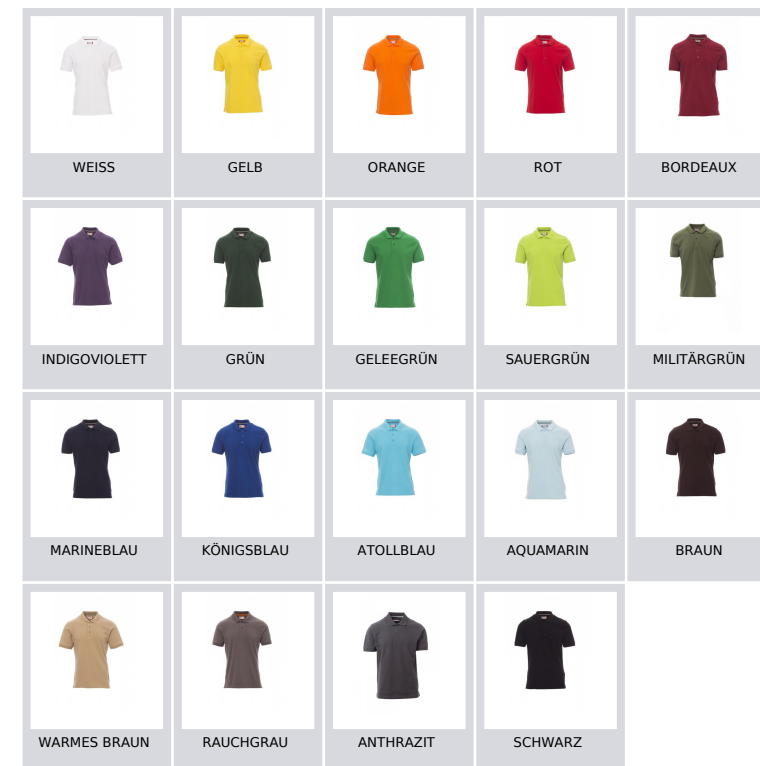 WEISS
GELB
ORANGE
ROT
BORDEAUX
INDIGOVIOLETT
GRÜN
GELEEGRÜN
SAUERGRÜN
MILITÄRGRÜN
MARINEBLAU
KÖNIGSBLAU
ATOLLBLAU
AQUAMARIN
BRAUN
WARMES BRAUN
RAUCHGRAU
ANTHRAZIT
SCHWARZ